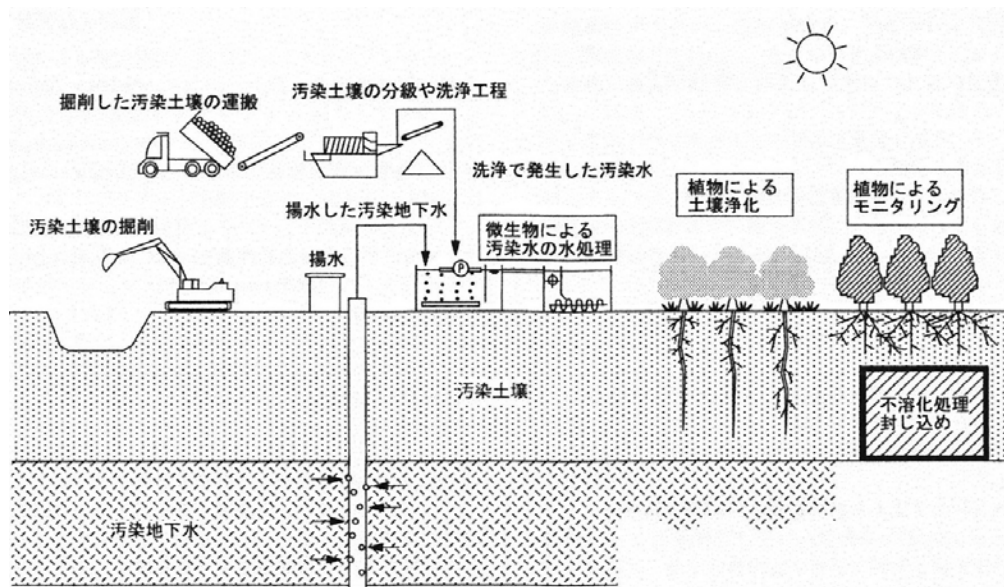 汚染土壌の分級や洗浄工程
掘削した汚染土壌の運搬
洗浄で発生した汚染水
植物による
土壌浄化
植物による
モニタリング
揚水した汚染地下水
微生物による
汚染水の水処理
汚染土壌の掘削
揚水
P
汚染土壌
不溶化処理
封じ込め
汚染地下水